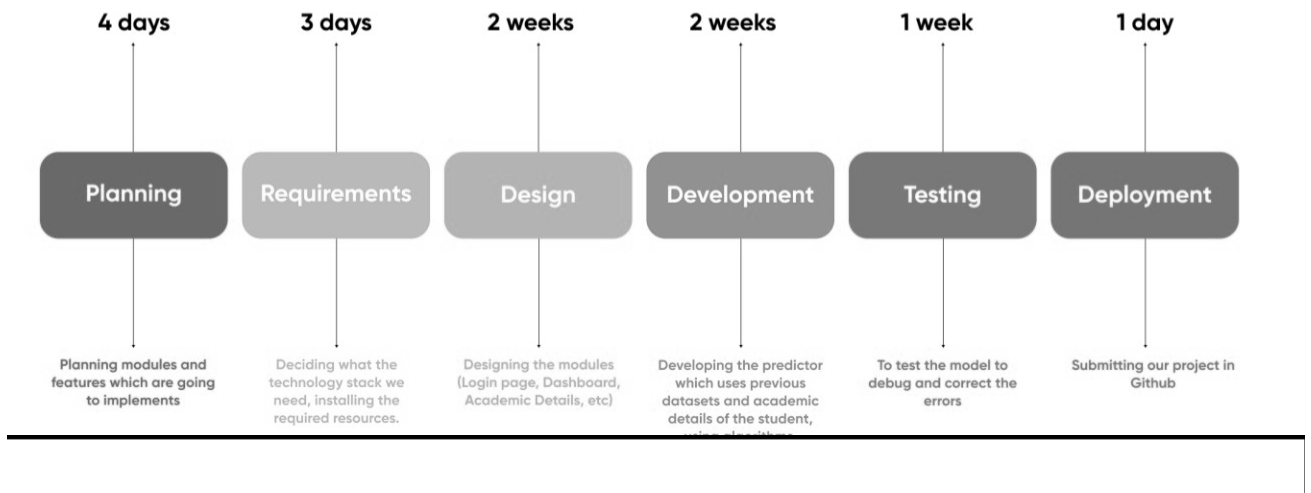 4 days
3 days
2 weeks
2 weeks
1 week
1 day
Planning
Requirements
Design
Development
Testing
Deployment
Planning modules and
features which are going
to implements
Deciding what the
technology stack we
need, installing the
required resources.
Designing the modules
(Login page, Dashboard,
Academic Details, etc)
Developing the predictor
which uses previous
datasets and academic
details of the student,
using algorithms
To test the model to
debug and correct the
errors
Submitting our project in
Github